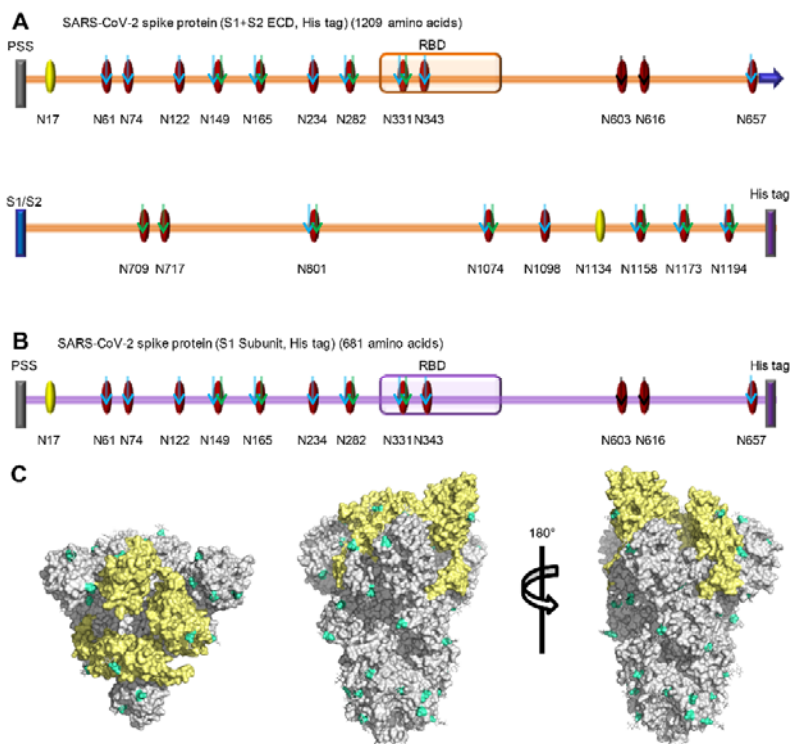 A SARS-CoV-2 spike protein (S1+S2 ECD, His tag) (1209 amino acids)
PSS RBD
N17 N61 N74 N122 N149 N165 N234 N282 N331 N343 N603 N616 N657
S1/S2 His tag
N709 N717 N801 N1074 N1098 N1134 N1158 N1173 N1194
B SARS-CoV-2 spike protein (S1 Subunit, His tag) (681 amino acids)
PSS RBD His tag
N17 N61 N74 N122 N149 N165 N234 N282 N331 N343 N603 N616 N657
C
180°